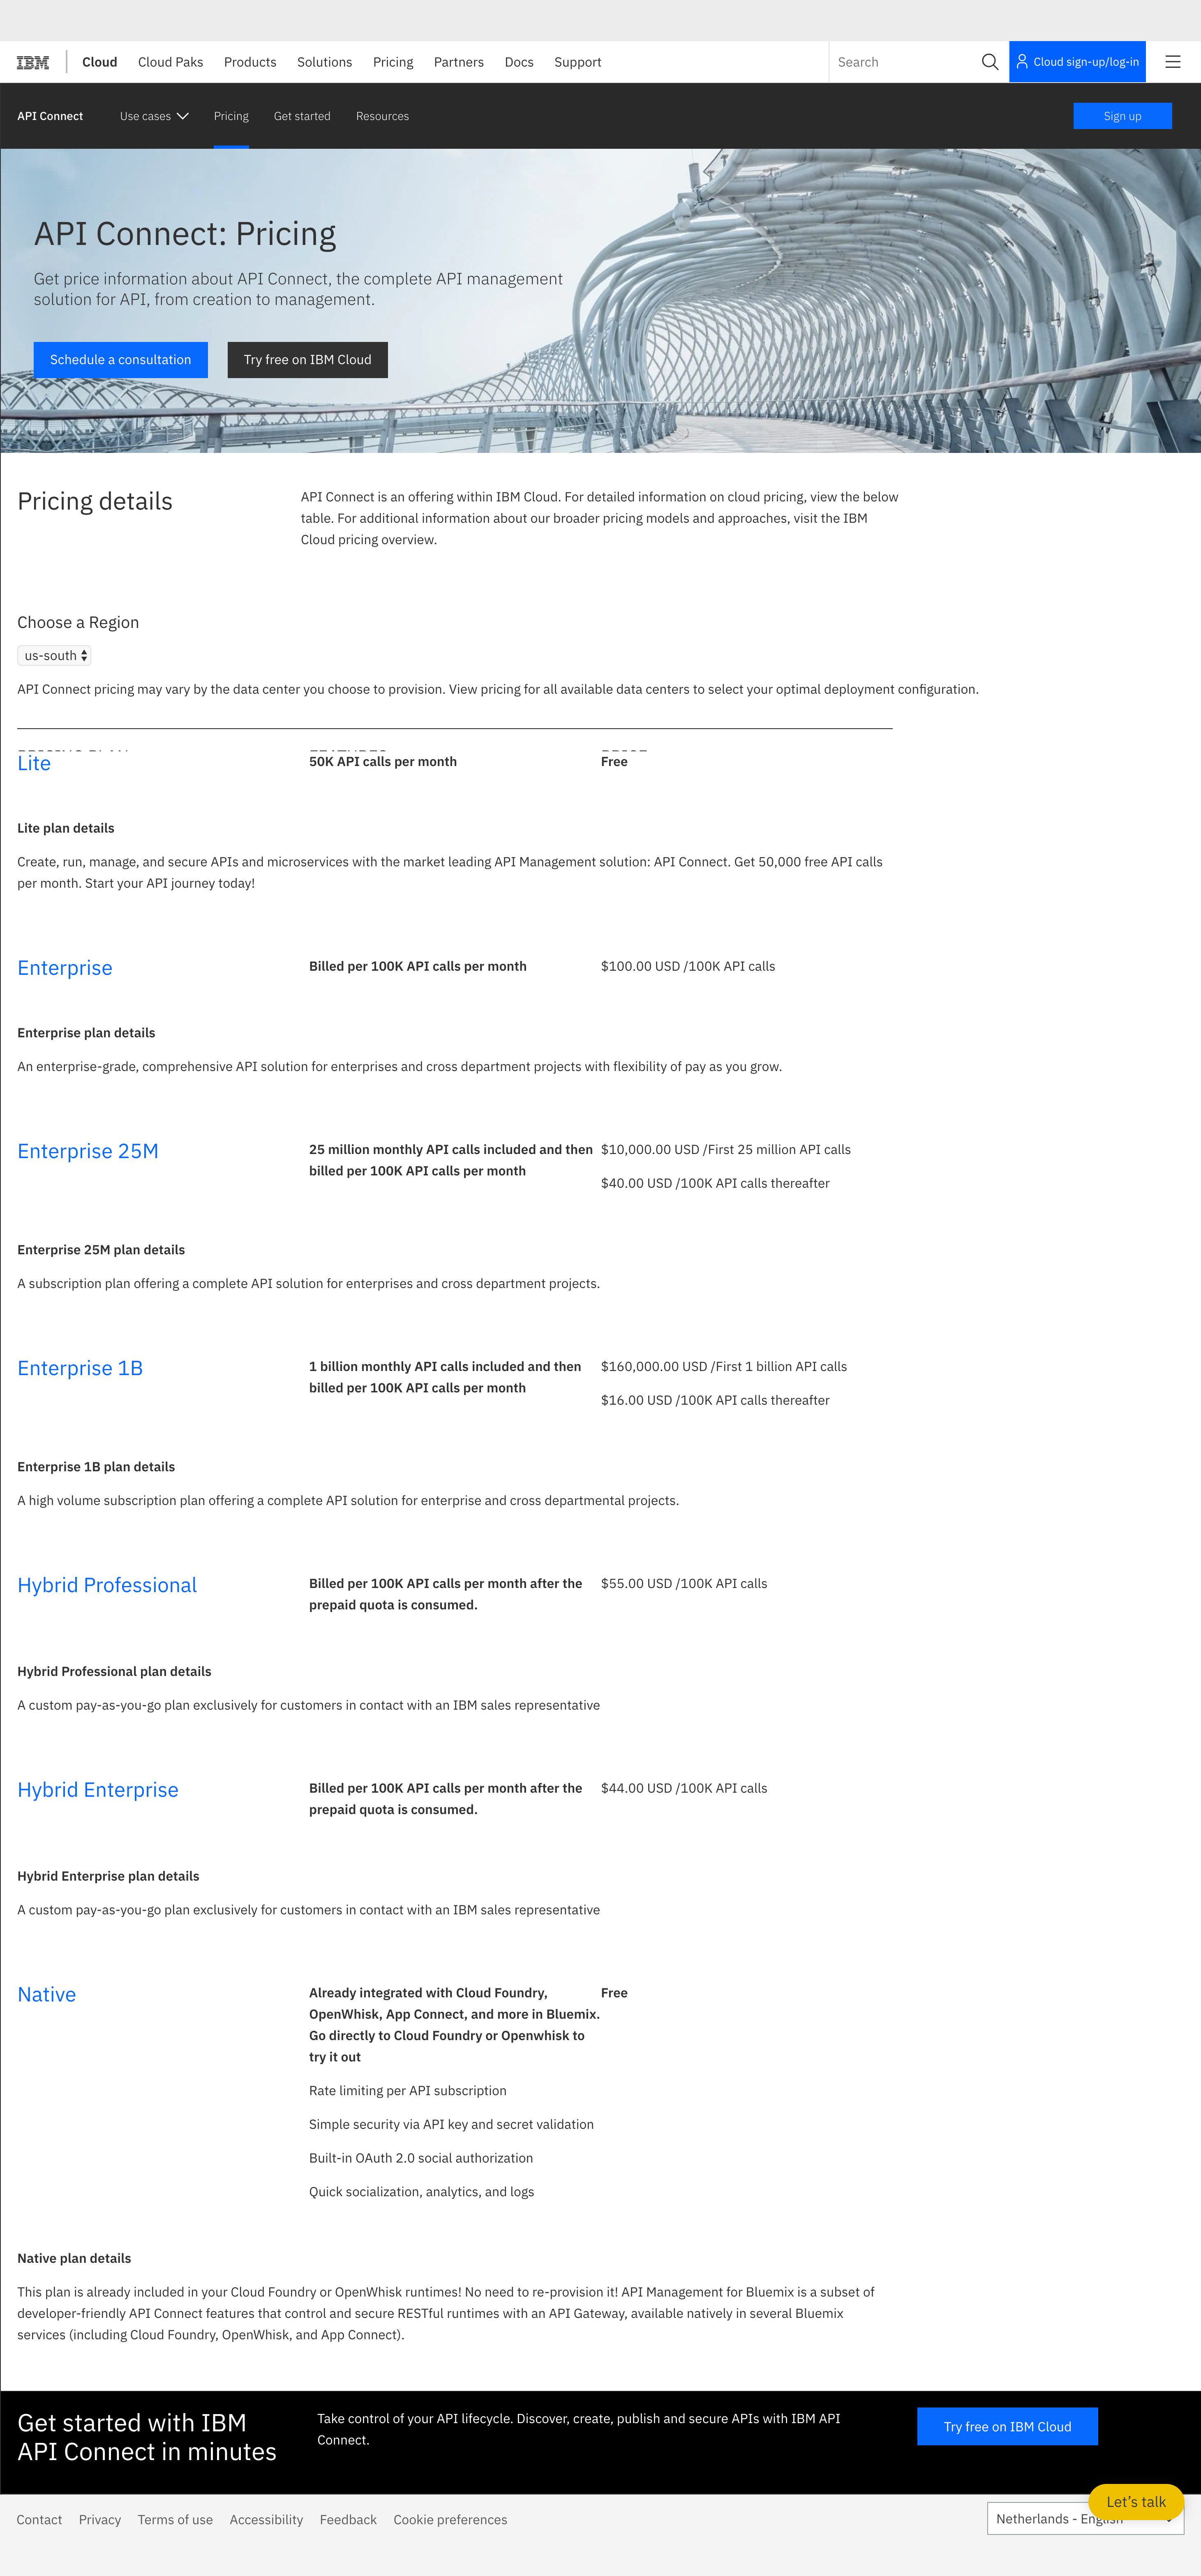 IBM
Cloud
Cloud Paks
Products
Solutions
Pricing
Partners
Docs
Support
Search
Cloud sign-up/log-in
API Connect
Use cases
Pricing
Get started
Resources
Sign up
API Connect: Pricing
Get price information about API Connect, the complete API management
solution for API, from creation to management.
Schedule a consultation
Try free on IBM Cloud
Pricing details
API Connect is an offering within IBM Cloud. For detailed information on cloud pricing, view the below
table. For additional information about our broader pricing models and approaches, visit the IBM
Cloud pricing overview.
Choose a Region
us-south
API Connect pricing may vary by the data center you choose to provision. View pricing for all available data centers to select your optimal deployment configuration.
Lite
50K API calls per month
Free
Lite plan details
Create, run, manage, and secure APIs and microservices with the market leading API Management solution: API Connect. Get 50,000 free API calls
per month. Start your API journey today!
Enterprise
Billed per 100K API calls per month
$100.00 USD /100K API calls
Enterprise plan details
An enterprise-grade, comprehensive API solution for enterprises and cross department projects with flexibility of pay as you grow.
Enterprise 25M
25 million monthly API calls included and then
billed per 100K API calls per month
$10,000.00 USD /First 25 million API calls
$40.00 USD /100K API calls thereafter
Enterprise 25M plan details
A subscription plan offering a complete API solution for enterprises and cross department projects.
Enterprise 1B
1 billion monthly API calls included and then
billed per 100K API calls per month
$160,000.00 USD /First 1 billion API calls
$16.00 USD /100K API calls thereafter
Enterprise 1B plan details
A high volume subscription plan offering a complete API solution for enterprise and cross departmental projects.
Hybrid Professional
Billed per 100K API calls per month after the
prepaid quota is consumed.
$55.00 USD /100K API calls
Hybrid Professional plan details
A custom pay-as-you-go plan exclusively for customers in contact with an IBM sales representative
Hybrid Enterprise
Billed per 100K API calls per month after the
prepaid quota is consumed.
$44.00 USD /100K API calls
Hybrid Enterprise plan details
A custom pay-as-you-go plan exclusively for customers in contact with an IBM sales representative
Native
Already integrated with Cloud Foundry,
OpenWhisk, App Connect, and more in Bluemix.
Go directly to Cloud Foundry or Openwhisk to
try it out
Free
Rate limiting per API subscription
Simple security via API key and secret validation
Built-in OAuth 2.0 social authorization
Quick socialization, analytics, and logs
Native plan details
This plan is already included in your Cloud Foundry or OpenWhisk runtimes! No need to re-provision it! API Management for Bluemix is a subset of
developer-friendly API Connect features that control and secure RESTful runtimes with an API Gateway, available natively in several Bluemix
services (including Cloud Foundry, OpenWhisk, and App Connect).
Get started with IBM
API Connect in minutes
Take control of your API lifecycle. Discover, create, publish and secure APIs with IBM API
Connect.
Try free on IBM Cloud
Let's talk
Contact
Privacy
Terms of use
Accessibility
Feedback
Cookie preferences
Netherlands - English